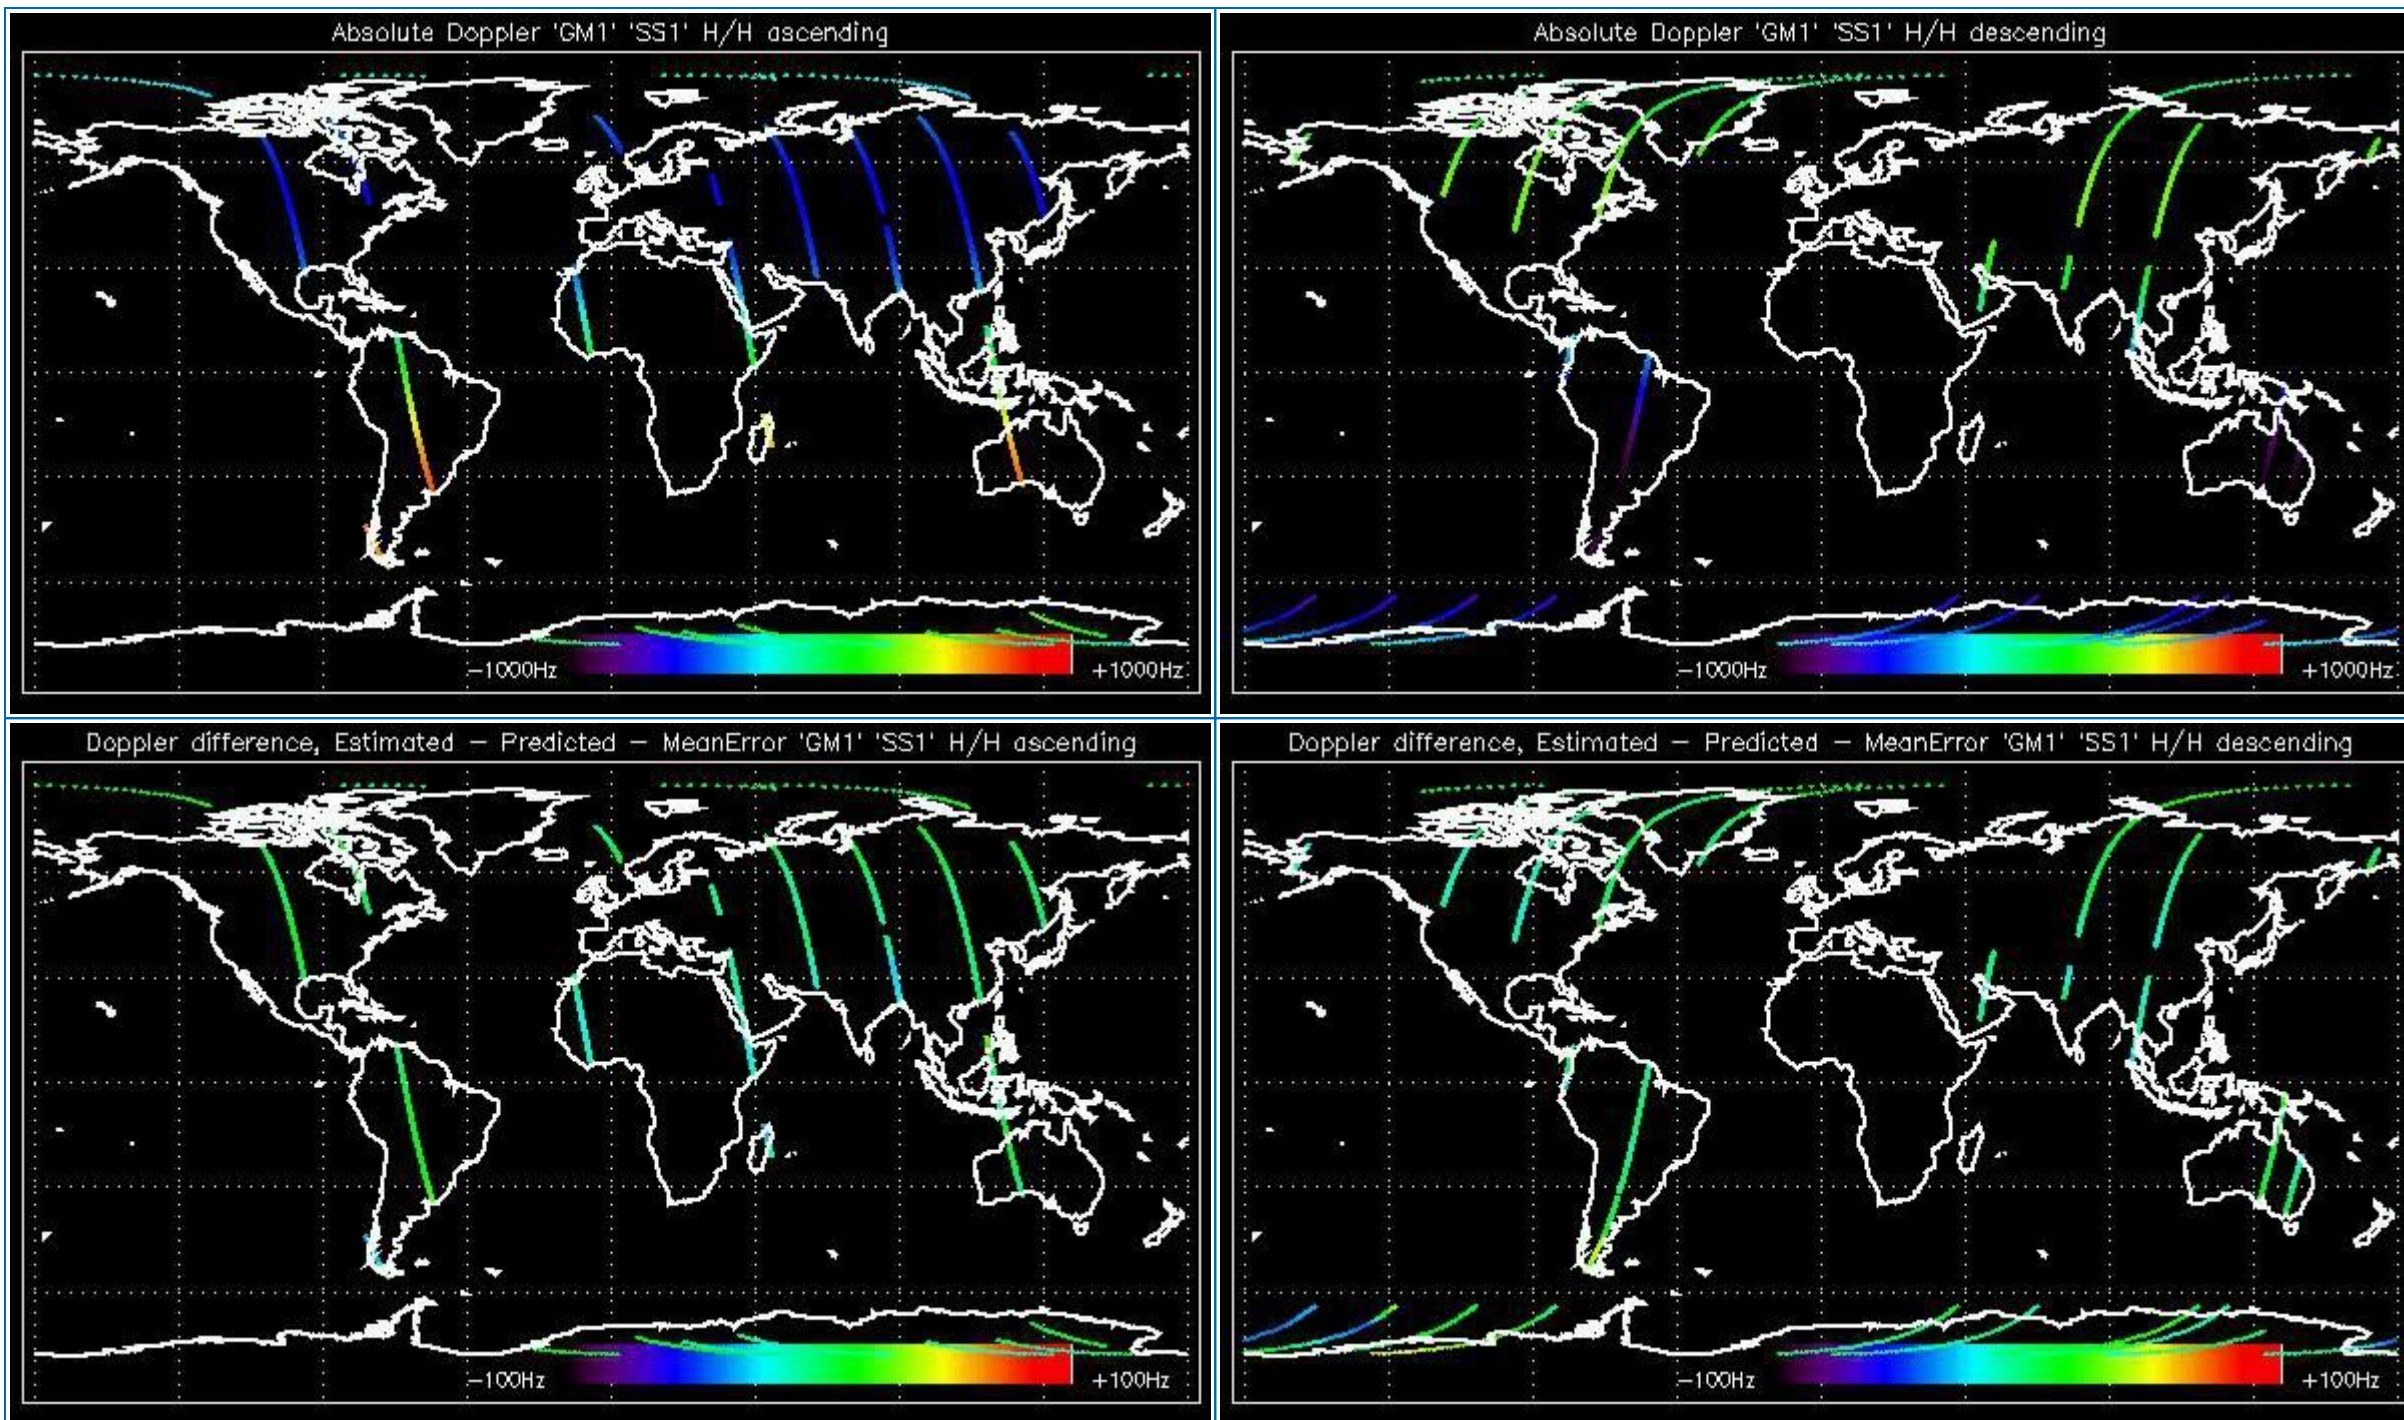 Absolute Doppler 'GM1' 'SS1' H/H ascending
−1000Hz
+1000Hz
Absolute Doppler 'GM1' 'SS1' H/H descending
−1000Hz
+1000Hz
Doppler difference, Estimated − Predicted − MeanError 'GM1' 'SS1' H/H ascending
−100Hz
+100Hz
Doppler difference, Estimated − Predicted − MeanError 'GM1' 'SS1' H/H descending
−100Hz
+100Hz